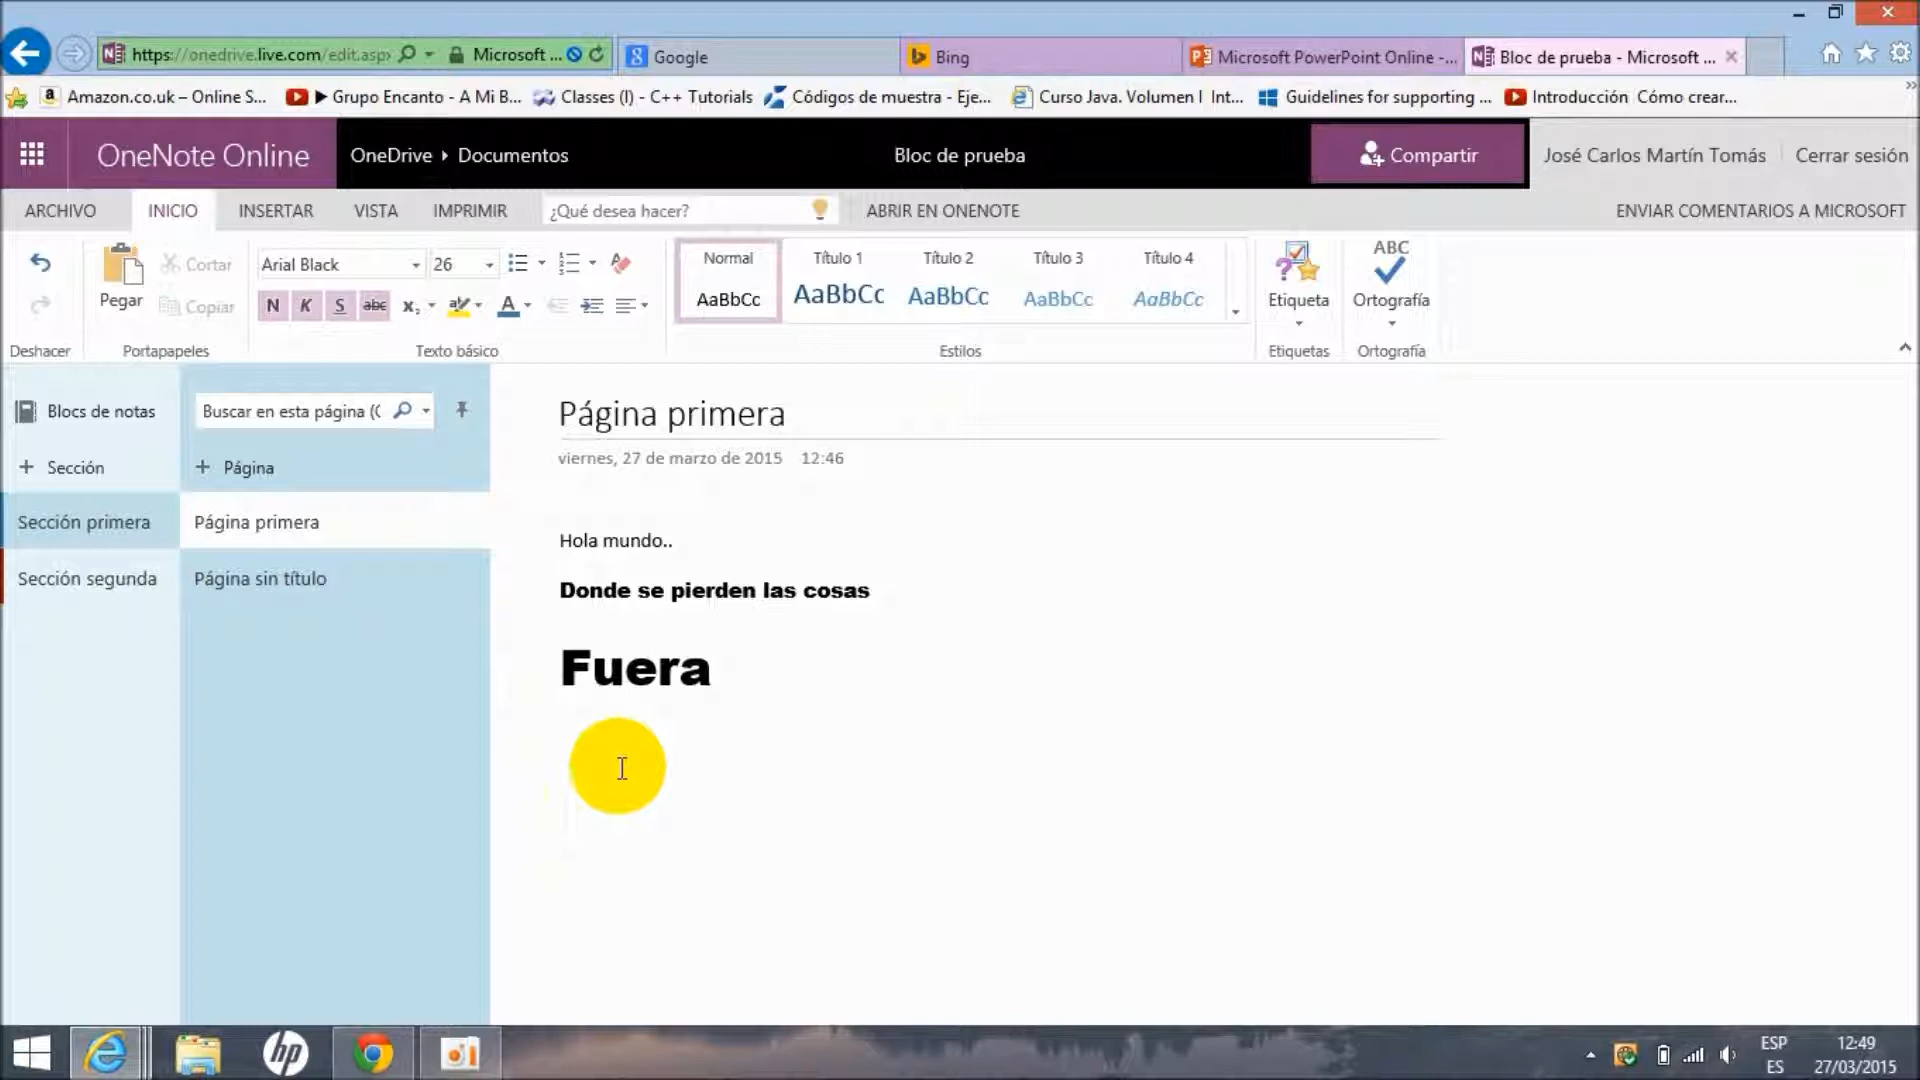 https://onedrive.live.com/edit.aspx Microsoft ... Google Bing Microsoft PowerPoint Online -... Bloc de prueba - Microsoft ...
Amazon.co.uk – Online S... ▶ Grupo Encanto - A Mi B... Classes (I) - C++ Tutorials Códigos de muestra - Eje... Curso Java. Volumen I Int... Guidelines for supporting ... Introducción Cómo crear...
OneNote Online OneDrive Documentos Bloc de prueba Compartir José Carlos Martín Tomás Cerrar sesión
ARCHIVO INICIO INSERTAR VISTA IMPRIMIR ¿Qué desea hacer? ABRIR EN ONENOTE ENVIAR COMENTARIOS A MICROSOFT
Pegar Cortar Copiar Arial Black 26 Normal Título 1 Título 2 Título 3 Título 4 Etiqueta ABC Ortografía
N K S abc AaBbCc AaBbCc AaBbCc AaBbCc AaBbCc
Deshacer Portapapeles Texto básico Estilos Etiquetas Ortografía
Blocs de notas Buscar en esta página (C
+ Sección + Página
Sección primera Página primera
Sección segunda Página sin título
Página primera
viernes, 27 de marzo de 2015 12:46
Hola mundo..
Donde se pierden las cosas
Fuera
hp ESP ES 12:49 27/03/2015